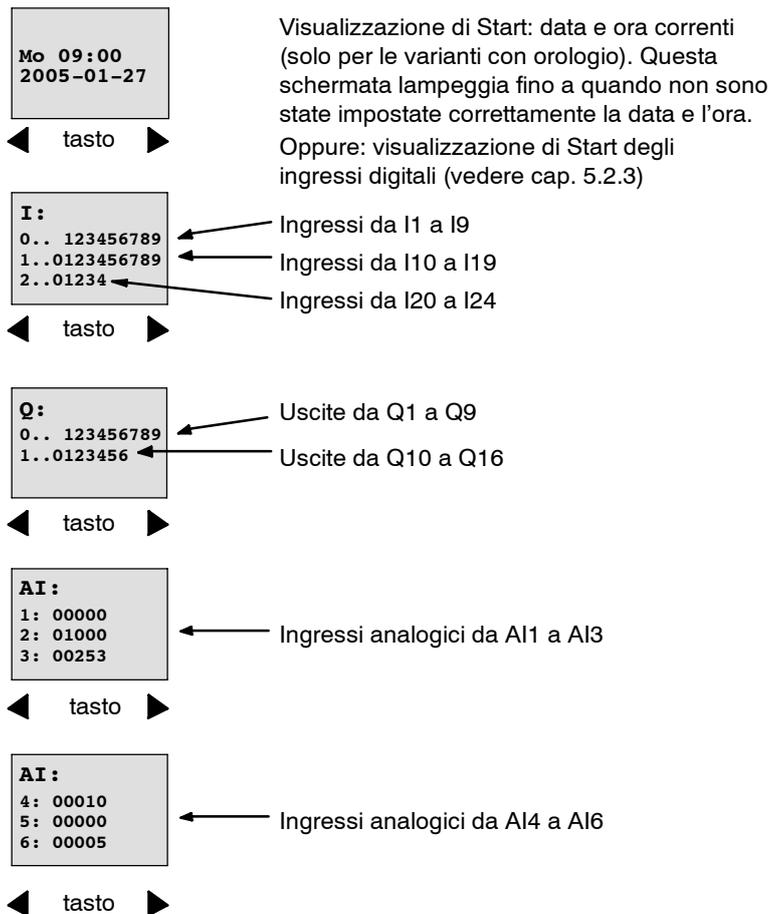 Mo 09:00
2005-01-27
tasto
Visualizzazione di Start: data e ora correnti
(solo per le varianti con orologio). Questa
schermata lampeggia fino a quando non sono
state impostate correttamente la data e l'ora.
Oppure: visualizzazione di Start degli
ingressi digitali (vedere cap. 5.2.3)
I:
0.. 123456789
1..0123456789
2..01234
Ingressi da I1 a I9
Ingressi da I10 a I19
Ingressi da I20 a I24
tasto
Q:
0.. 123456789
1..0123456
Uscite da Q1 a Q9
Uscite da Q10 a Q16
tasto
AI:
1: 00000
2: 01000
3: 00253
Ingressi analogici da AI1 a AI3
tasto
AI:
4: 00010
5: 00000
6: 00005
Ingressi analogici da AI4 a AI6
tasto